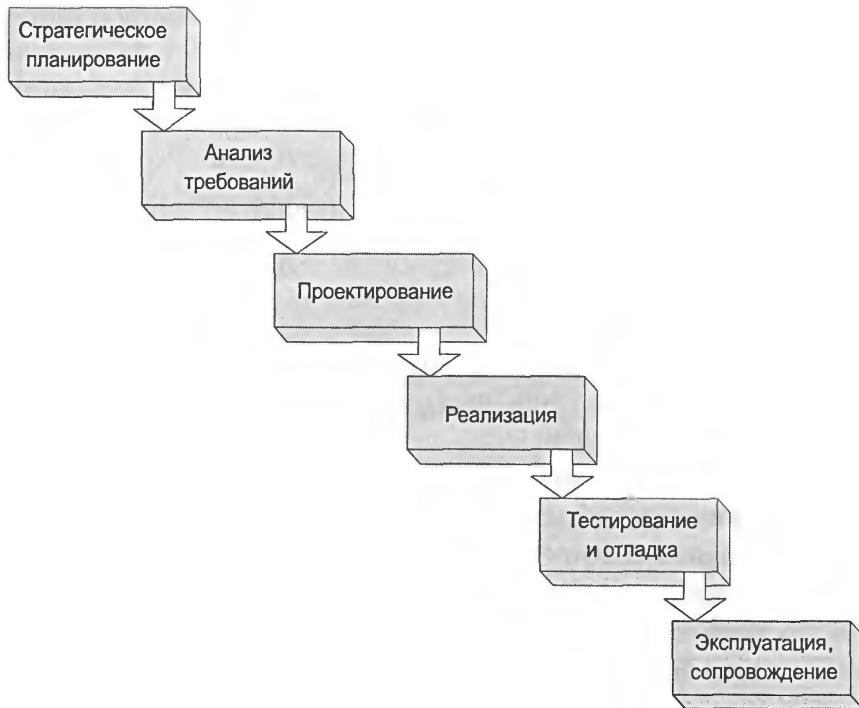 Стратегическое
планирование
Анализ
требований
Проектирование
Реализация
Тестирование
и отладка
Эксплуатация,
сопровождение